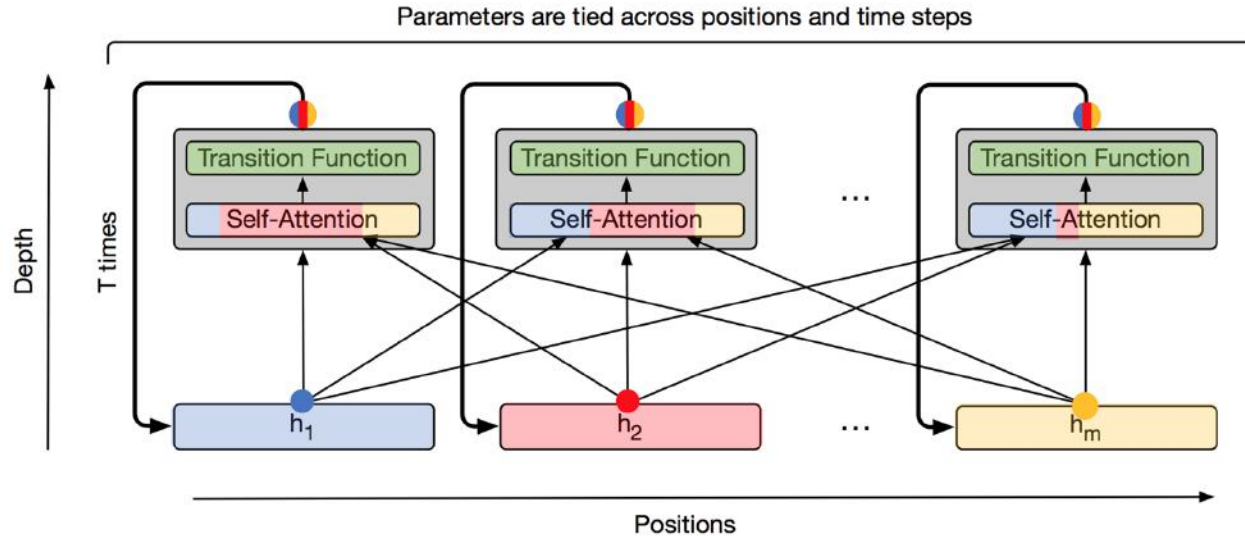 Parameters are tied across positions and time steps
Depth
T times
Transition Function
Transition Function
Transition Function
Self-Attention
Self-Attention
...
Self-Attention
h1
h2
...
hm
Positions